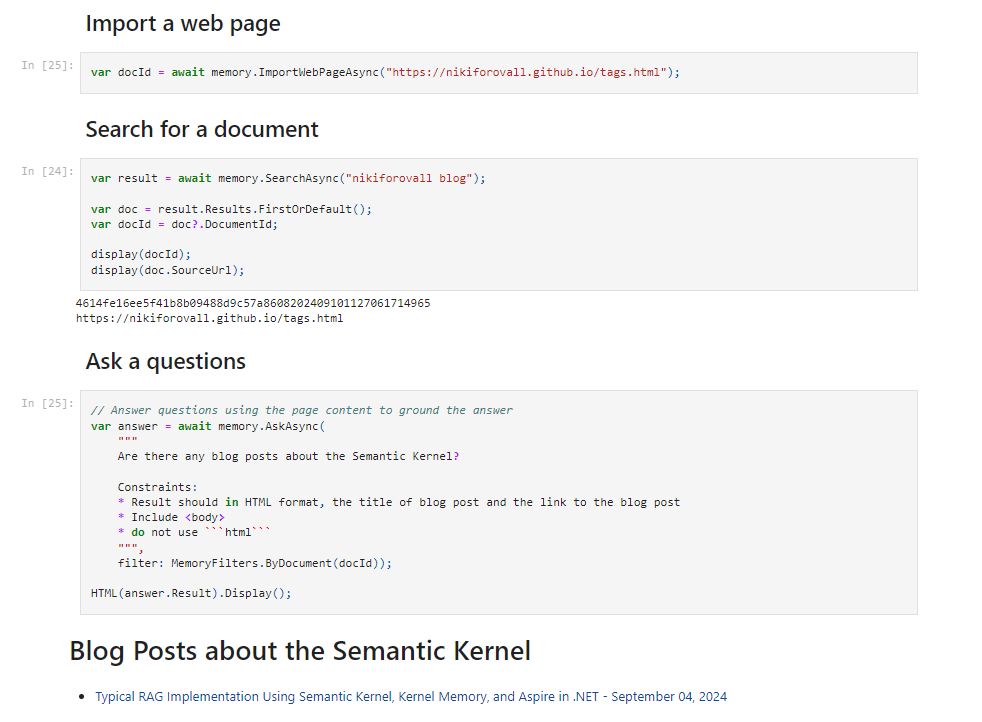 Import a web page
In [25]:
var docId = await memory.ImportWebPageAsync("https://nikiforovall.github.io/tags.html");
Search for a document
In [24]:
var result = await memory.SearchAsync("nikiforovall blog");
var doc = result.Results.FirstOrDefault();
var docId = doc?.DocumentId;
display(docId);
display(doc.SourceUrl);
4614fe16ee5f41b8b09488d9c57a8608202409101127061714965
https://nikiforovall.github.io/tags.html
Ask a questions
In [25]:
// Answer questions using the page content to ground the answer
var answer = await memory.AskAsync(
"""
Are there any blog posts about the Semantic Kernel?
Constraints:
* Result should in HTML format, the title of blog post and the link to the blog post
* Include <body>
* do not use ```html```
""",
filter: MemoryFilters.ByDocument(docId));
HTML(answer.Result).Display();
Blog Posts about the Semantic Kernel
• Typical RAG Implementation Using Semantic Kernel, Kernel Memory, and Aspire in .NET - September 04, 2024